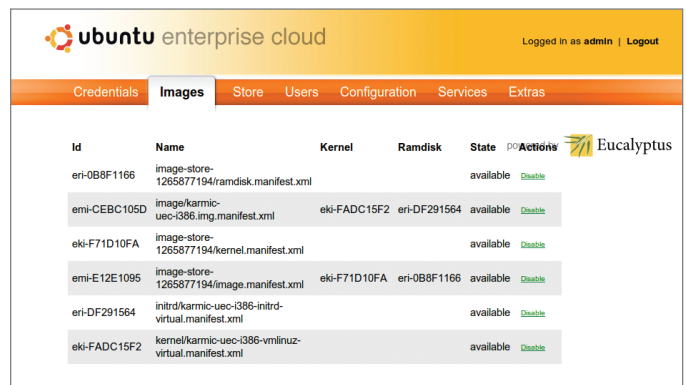 ubuntu enterprise cloud
Logged in as admin | Logout
Credentials Images Store Users Configuration Services Extras
powered by Eucalyptus
Id Name Kernel Ramdisk State Actions
eri-0B8F1166 image-store-
1265877194/ramdisk.manifest.xml available Disable
emi-CEBC105D image/karmic-
uec-i386.img.manifest.xml eki-FADC15F2 eri-DF291564 available Disable
eki-F71D10FA image-store-
1265877194/kernel.manifest.xml available Disable
emi-E12E1095 image-store-
1265877194/image.manifest.xml eki-F71D10FA eri-0B8F1166 available Disable
eri-DF291564 initrd/karmic-uec-i386-initrd-
virtual.manifest.xml available Disable
eki-FADC15F2 kernel/karmic-uec-i386-vmlinuz-
virtual.manifest.xml available Disable